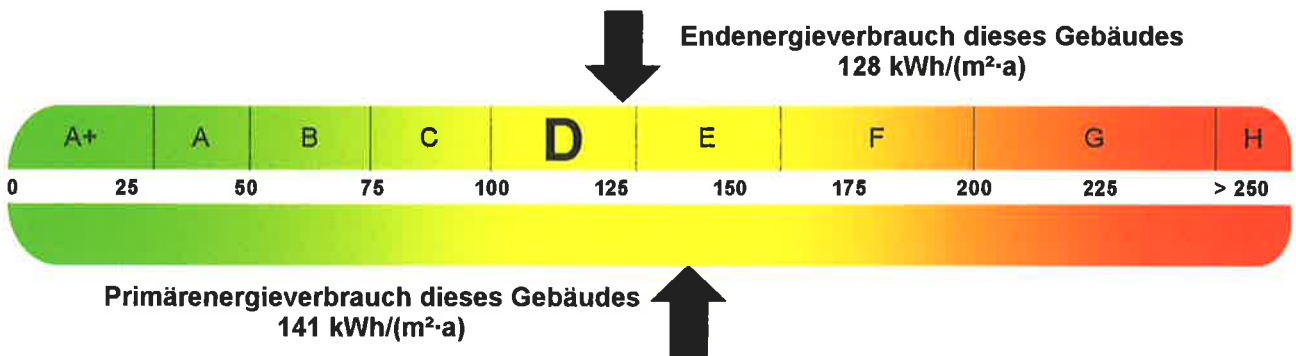 Endenergieverbrauch dieses Gebäudes
128 kWh/(m²·a)
A+ A B C D E F G H
0 25 50 75 100 125 150 175 200 225 > 250
Primärenergieverbrauch dieses Gebäudes
141 kWh/(m²·a)